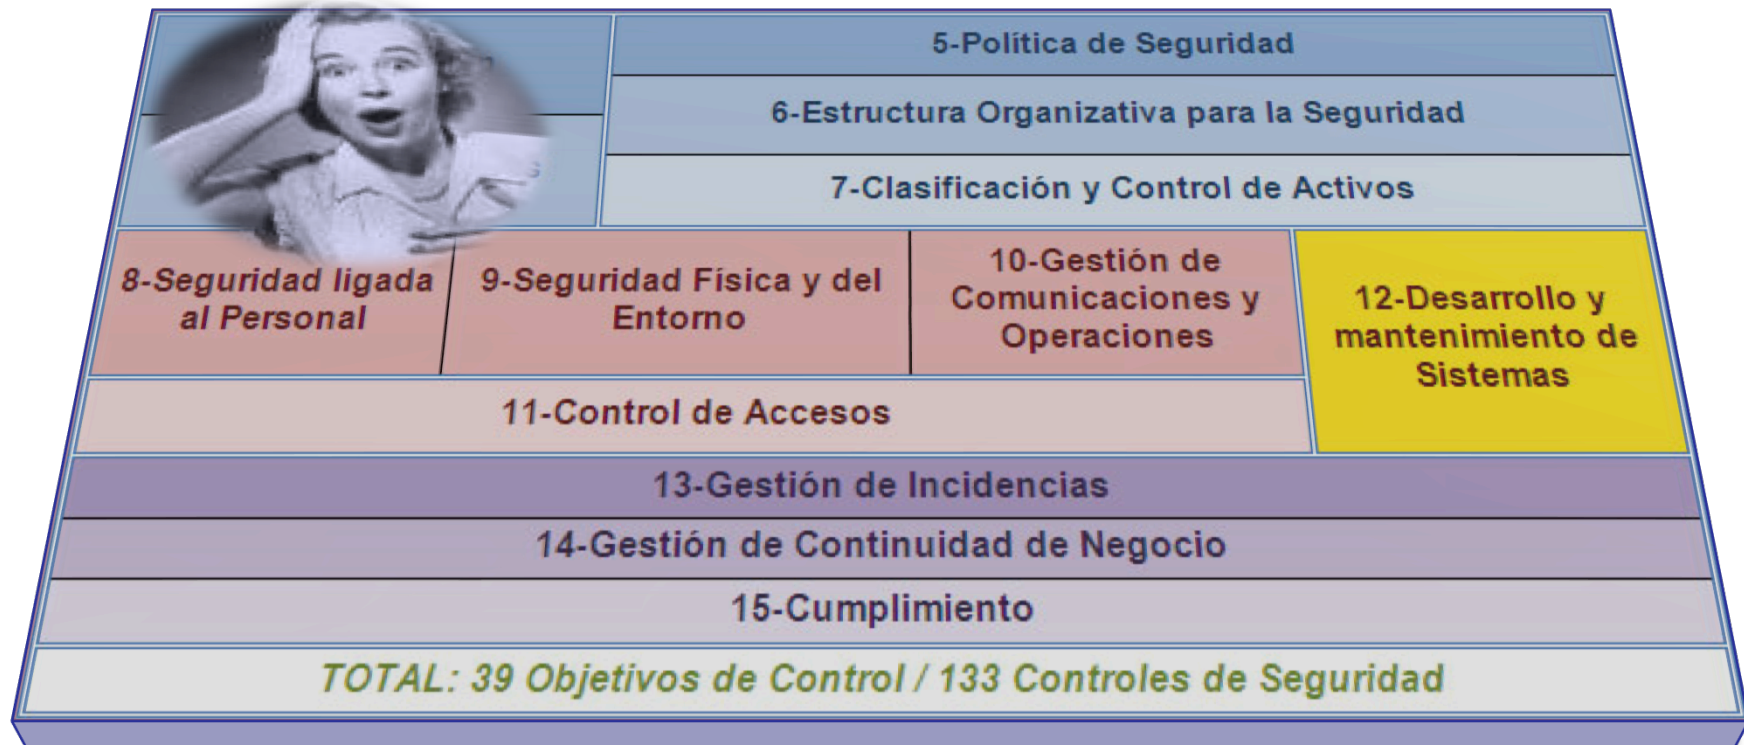 5-Política de Seguridad
6-Estructura Organizativa para la Seguridad
7-Clasificación y Control de Activos
8-Seguridad ligada
al Personal
9-Seguridad Física y del
Entorno
10-Gestión de
Comunicaciones y
Operaciones
12-Desarrollo y
mantenimiento de
Sistemas
11-Control de Accesos
13-Gestión de Incidencias
14-Gestión de Continuidad de Negocio
15-Cumplimiento
TOTAL: 39 Objetivos de Control / 133 Controles de Seguridad